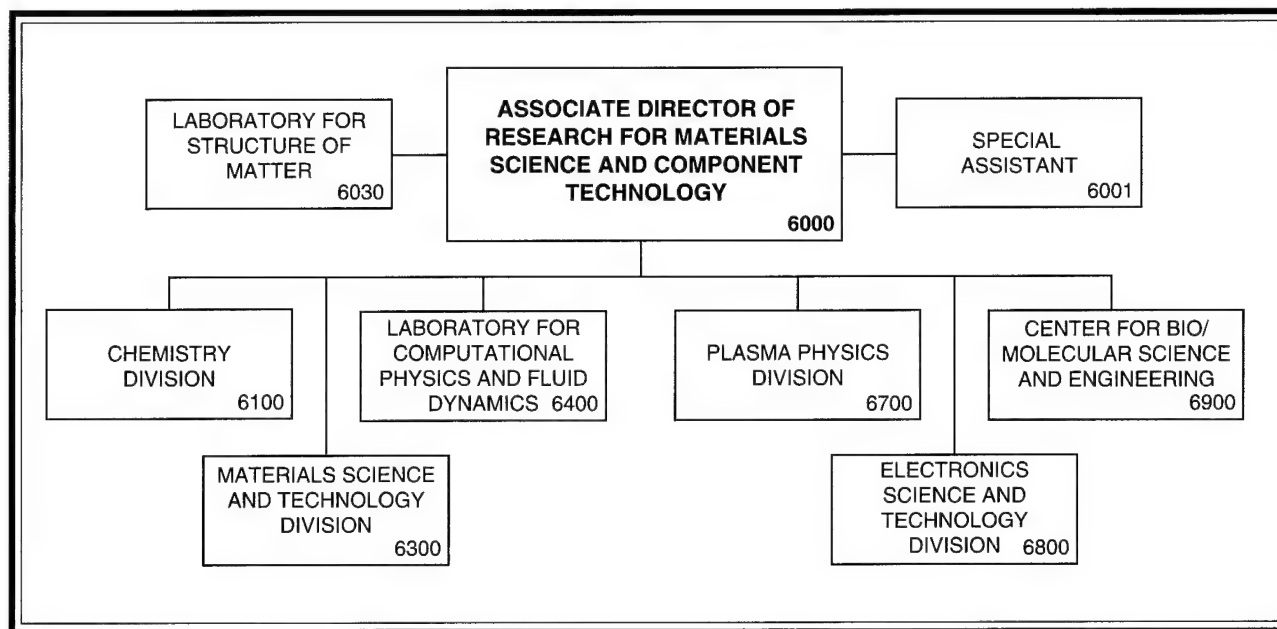 LABORATORY FOR
STRUCTURE OF
MATTER
6030
ASSOCIATE DIRECTOR OF
RESEARCH FOR MATERIALS
SCIENCE AND COMPONENT
TECHNOLOGY
6000
SPECIAL
ASSISTANT
6001
CHEMISTRY
DIVISION
6100
LABORATORY FOR
COMPUTATIONAL
PHYSICS AND FLUID
DYNAMICS 6400
PLASMA PHYSICS
DIVISION
6700
CENTER FOR BIO/
MOLECULAR SCIENCE
AND ENGINEERING
6900
MATERIALS SCIENCE
AND TECHNOLOGY
DIVISION
6300
ELECTRONICS
SCIENCE AND
TECHNOLOGY
DIVISION 6800